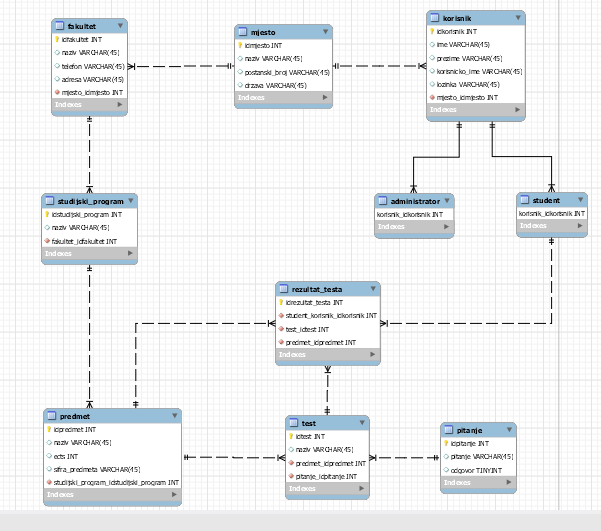 fakultet
idfakultet INT
naziv VARCHAR(45)
telefon VARCHAR(45)
adresa VARCHAR(45)
mjesto_idmjesto INT
Indexes
mjesto
idmjesto INT
naziv VARCHAR(45)
postanski_broj VARCHAR(45)
drzava VARCHAR(45)
Indexes
korisnik
idkorisnik INT
ime VARCHAR(45)
prezime VARCHAR(45)
korisnicko_ime VARCHAR(45)
lozinka VARCHAR(45)
mjesto_idmjesto INT
Indexes
studijski_program
idstudijski_program INT
naziv VARCHAR(45)
fakultet_idfakultet INT
Indexes
administrator
korisnik_idkorisnik INT
Indexes
student
korisnik_idkorisnik INT
Indexes
rezultat_testa
idrezultat_testa INT
student_korisnik_idkorisnik INT
test_idtest INT
predmet_idpredmet INT
Indexes
predmet
idpredmet INT
naziv VARCHAR(45)
ects INT
sifra_predmeta VARCHAR(45)
studijski_program_idstudijski_program INT
Indexes
test
idtest INT
naziv VARCHAR(45)
predmet_idpredmet INT
pitanje_idpitanje INT
Indexes
pitanje
idpitanje INT
pitanje VARCHAR(45)
odgovor TINYINT
Indexes